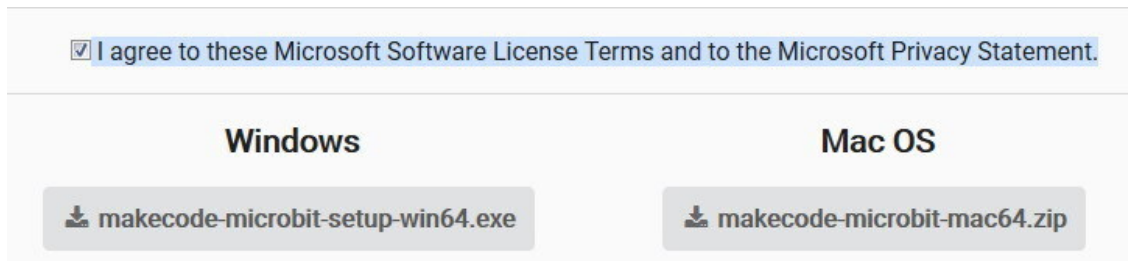 I agree to these Microsoft Software License Terms and to the Microsoft Privacy Statement.
Windows
Mac OS
makecode-microbit-setup-win64.exe
makecode-microbit-mac64.zip